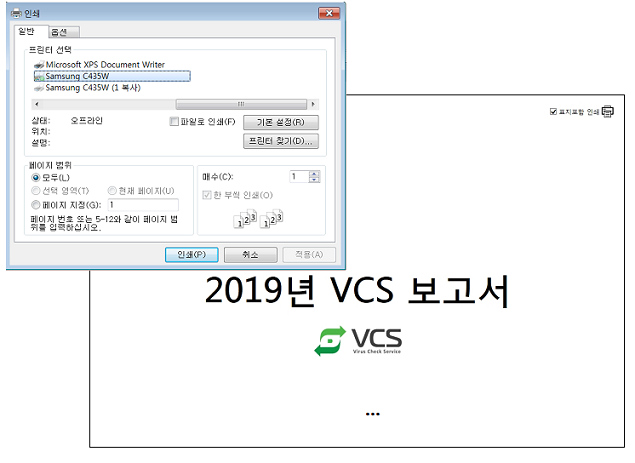 인쇄
일반 옵션
프린터 선택
Microsoft XPS Document Writer
Samsung C435W
Samsung C435W (1 복사)
상태: 오프라인
위치:
설명:
파일로 인쇄(F)
기본 설정(R)
프린터 찾기(D)...
페이지 범위
모두(L)
선택 영역(T) 현재 페이지(U)
페이지 지정(G): 1
페이지 번호 또는 5-12와 같이 페이지 범
위를 입력하십시오.
매수(C): 1
한 부씩 인쇄(O)
1 2 3 1 2 3
인쇄(P) 취소 적용(A)
표지포함 인쇄
2019년 VCS 보고서
VCS
Virus Check Service
...